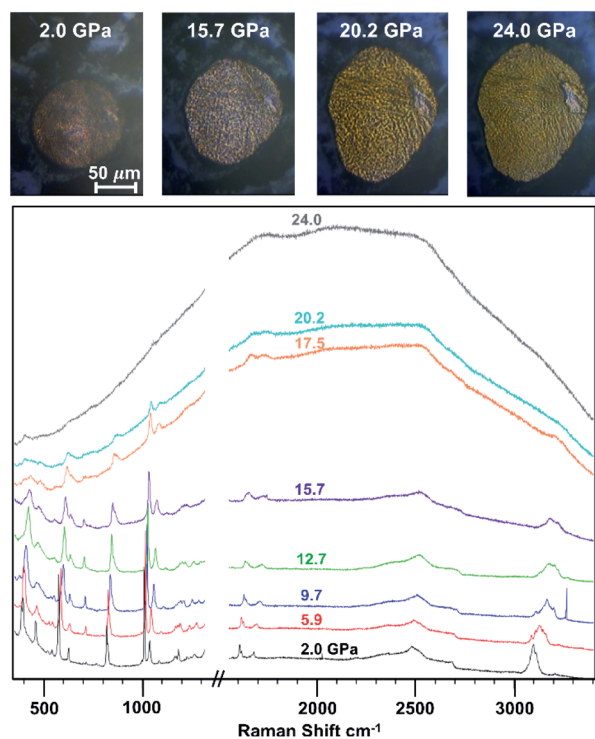 2.0 GPa 15.7 GPa 20.2 GPa 24.0 GPa
50 μm
24.0
20.2
17.5
15.7
12.7
9.7
5.9
2.0 GPa
500 1000 // 2000 2500 3000
Raman Shift cm-1